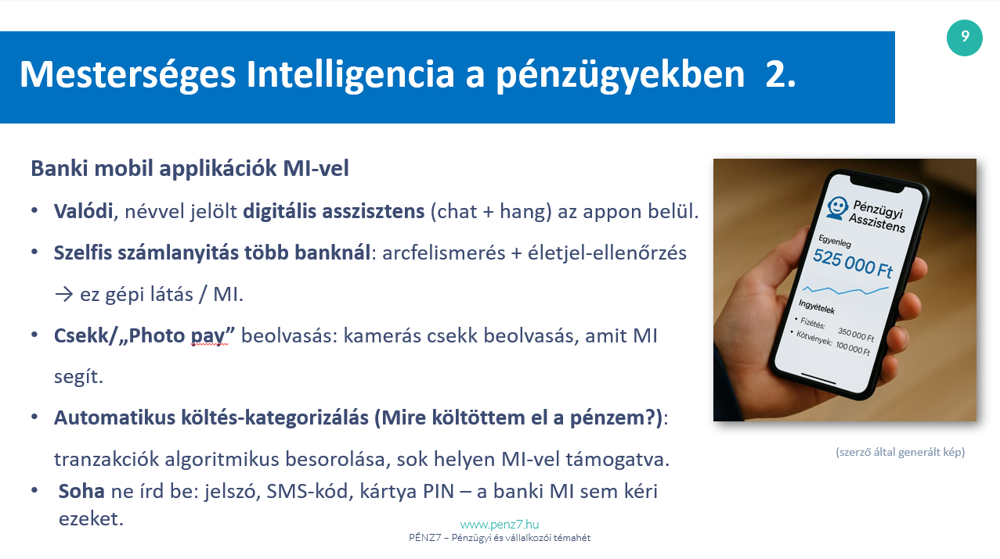 9
Mesterséges Intelligencia a pénzügyekben 2.
Banki mobil applikációk MI-vel
• Valódi, névvel jelölt digitális asszisztens (chat + hang) az appon belül.
• Szelfis számlanyitás több banknál: arcfelismerés + életjel-ellenőrzés
→ ez gépi látás / MI.
• Csekk/„Photo pay” beolvasás: kamerás csekk beolvasás, amit MI
segít.
• Automatikus költés-kategorizálás (Mire költöttem el a pénzem?):
tranzakciók algoritmikus besorolása, sok helyen MI-vel támogatva.
• Soha ne írd be: jelszó, SMS-kód, kártya PIN – a banki MI sem kéri
ezeket.
Pénzügyi
Asszistens
Egyenleg
525 000 Ft
Ingyételek
• Fizétés: 350 000 Ft
• Kötvények: 100 000 Ft
(szerző által generált kép)
www.penz7.hu
PÉNZ7 – Pénzügyi és vállalkozói témahét